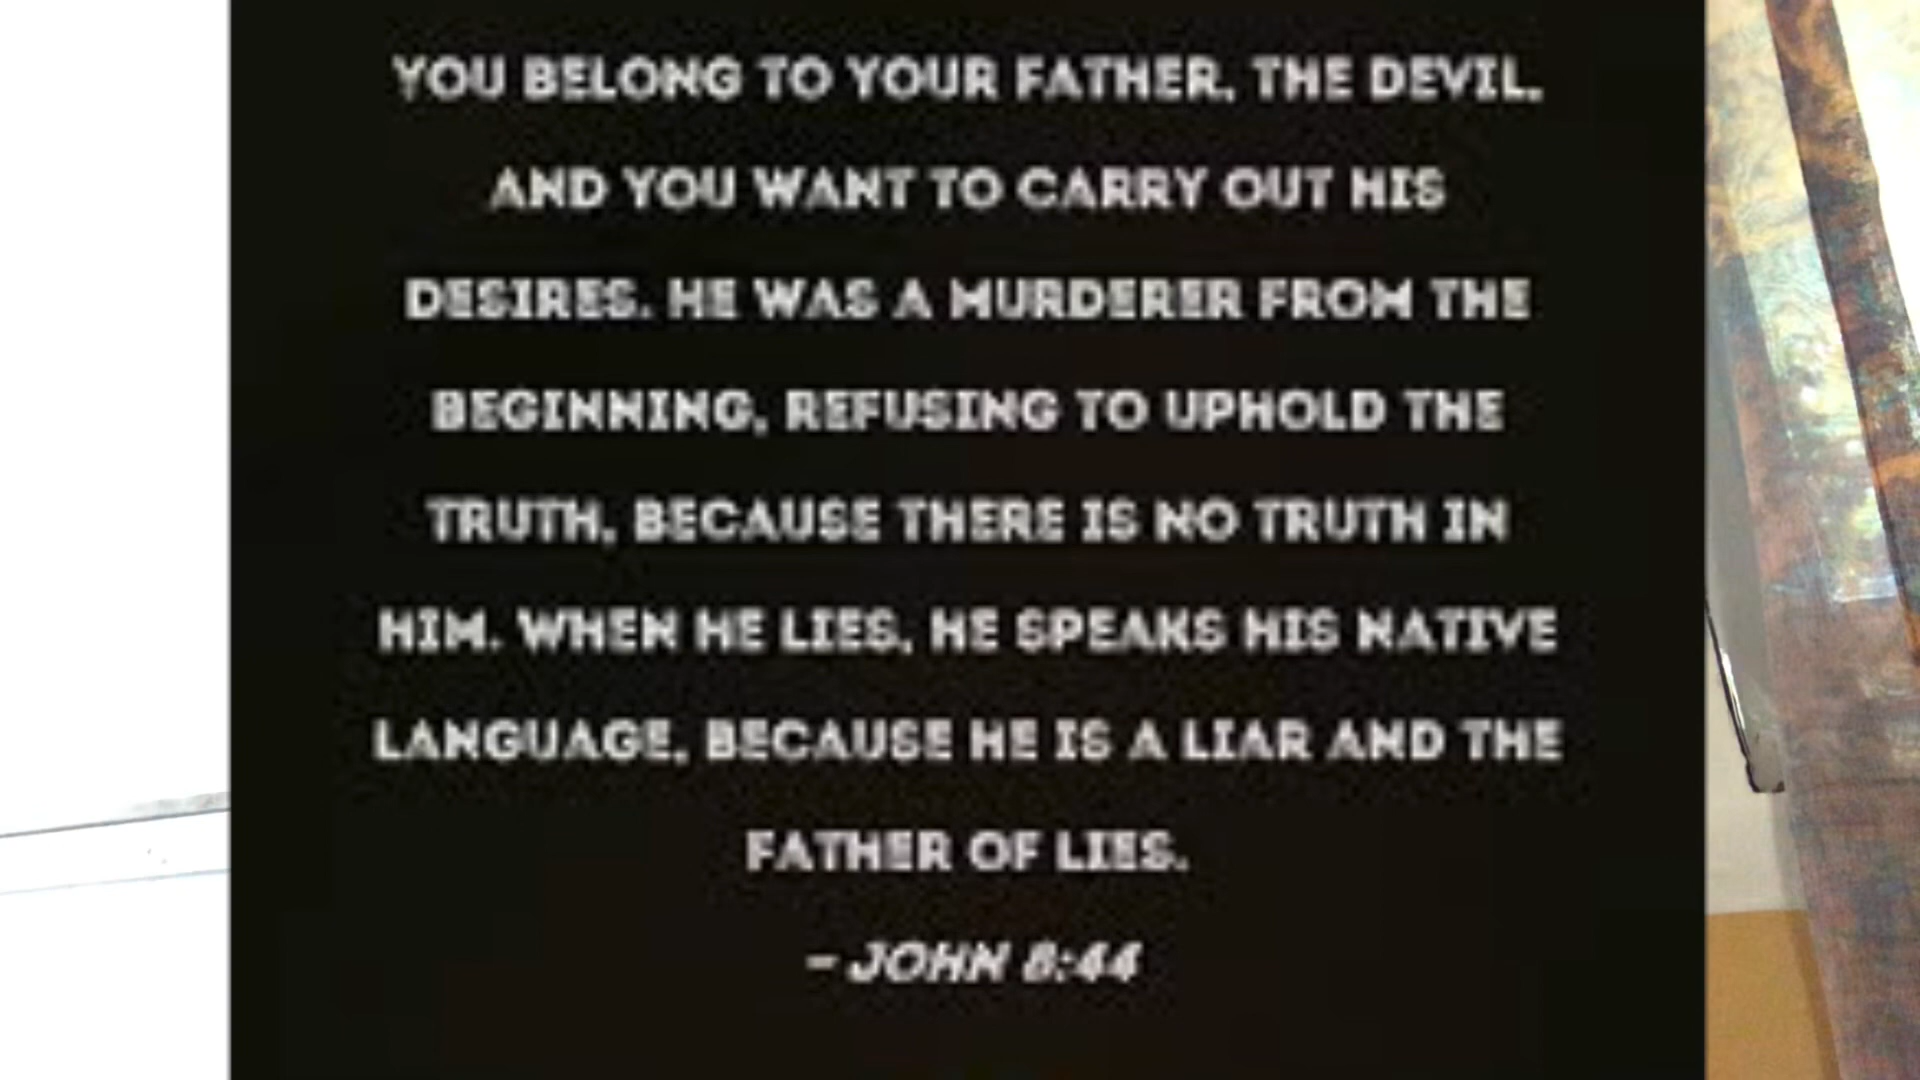 YOU BELONG TO YOUR FATHER, THE DEVIL,
AND YOU WANT TO CARRY OUT HIS
DESIRES. HE WAS A MURDERER FROM THE
BEGINNING, REFUSING TO UPHOLD THE
TRUTH, BECAUSE THERE IS NO TRUTH IN
HIM. WHEN HE LIES, HE SPEAKS HIS NATIVE
LANGUAGE, BECAUSE HE IS A LIAR AND THE
FATHER OF LIES.
- JOHN 8:44